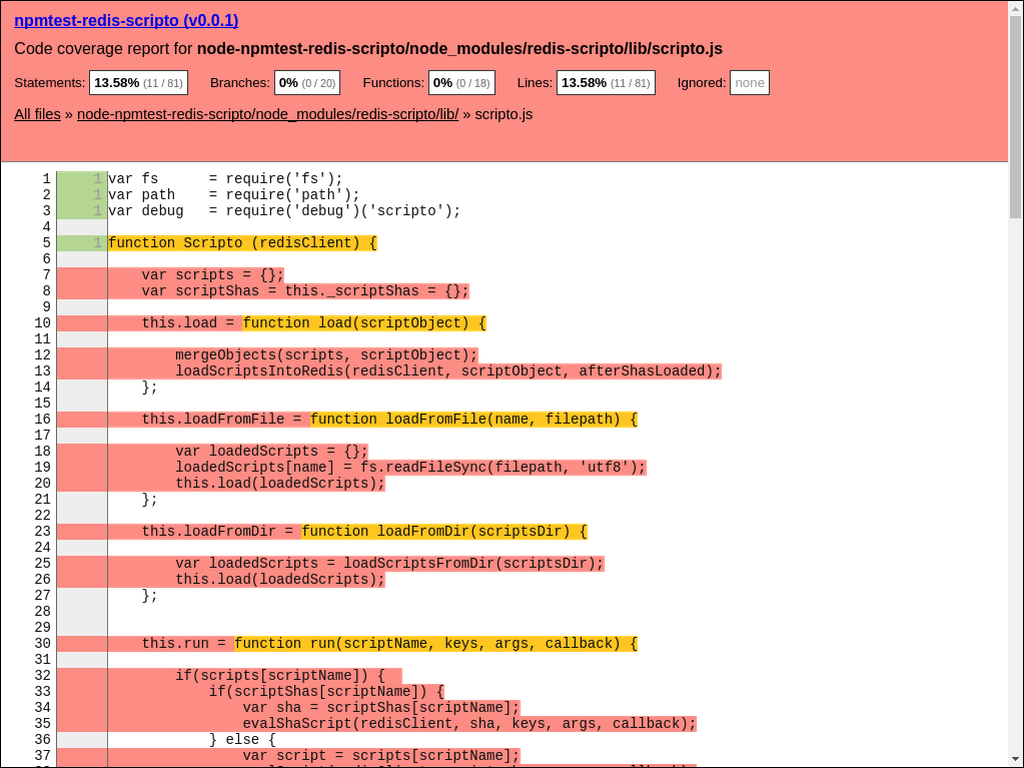 npmtest-redis-scripto (v0.0.1)
Code coverage report for node-npmtest-redis-scripto/node_modules/redis-scripto/lib/scripto.js
Statements: 13.58% (11 / 81) Branches: 0% (0 / 20) Functions: 0% (0 / 18) Lines: 13.58% (11 / 81) Ignored: none
All files » node-npmtest-redis-scripto/node_modules/redis-scripto/lib/ » scripto.js
1 1 var fs      = require('fs');
2 1 var path    = require('path');
3 1 var debug   = require('debug')('scripto');
4
5 1 function Scripto (redisClient) {
6
7     var scripts = {};
8     var scriptShas = this._scriptShas = {};
9
10     this.load = function load(scriptObject) {
11
12         mergeObjects(scripts, scriptObject);
13         loadScriptsIntoRedis(redisClient, scriptObject, afterShasLoaded);
14     };
15
16     this.loadFromFile = function loadFromFile(name, filepath) {
17
18         var loadedScripts = {};
19         loadedScripts[name] = fs.readFileSync(filepath, 'utf8');
20         this.load(loadedScripts);
21     };
22
23     this.loadFromDir = function loadFromDir(scriptsDir) {
24
25         var loadedScripts = loadScriptsFromDir(scriptsDir);
26         this.load(loadedScripts);
27     };
28
29
30     this.run = function run(scriptName, keys, args, callback) {
31
32         if(scripts[scriptName]) {
33             if(scriptShas[scriptName]) {
34                 var sha = scriptShas[scriptName];
35                 evalShaScript(redisClient, sha, keys, args, callback);
36             } else {
37                 var script = scripts[scriptName];